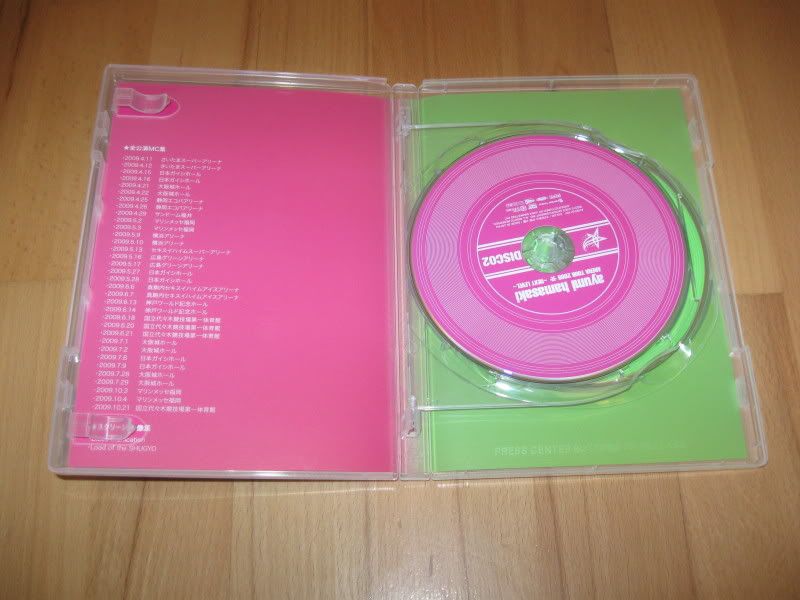 ★全公演MC集
・2009.4.11 さいたまスーパーアリーナ
・2009.4.12 さいたまスーパーアリーナ
・2009.4.15 日本ガイシホール
・2009.4.16 日本ガイシホール
・2009.4.21 大阪城ホール
・2009.4.22 大阪城ホール
・2009.4.25 静岡エコパアリーナ
・2009.4.26 静岡エコパアリーナ
・2009.4.29 サンドーム福井
・2009.5.2 マリンメッセ福岡
・2009.5.3 マリンメッセ福岡
・2009.5.9 横浜アリーナ
・2009.5.10 横浜アリーナ
・2009.5.13 セキスイハイムスーパーアリーナ
・2009.5.16 広島グリーンアリーナ
・2009.5.17 広島グリーンアリーナ
・2009.5.27 日本ガイシホール
・2009.5.28 日本ガイシホール
・2009.6.6 真駒内セキスイハイムアイスアリーナ
・2009.6.7 真駒内セキスイハイムアイスアリーナ
・2009.6.13 神戸ワールド記念ホール
・2009.6.14 神戸ワールド記念ホール
・2009.6.18 国立代々木競技場第一体育館
・2009.6.20 国立代々木競技場第一体育館
・2009.6.21 国立代々木競技場第一体育館
・2009.7.1 大阪城ホール
・2009.7.2 大阪城ホール
・2009.7.8 日本ガイシホール
・2009.7.9 日本ガイシホール
・2009.7.28 大阪城ホール
・2009.7.29 大阪城ホール
・2009.10.3 マリンメッセ福岡
・2009.10.4 マリンメッセ福岡
・2009.10.21 国立代々木競技場第一体育館
★スクリーン
・Load of the SHUGYO
ayumi hamasaki
ARENA TOUR 2009 A ~NEXT LEVEL~
DISC02
PRESS CENTER